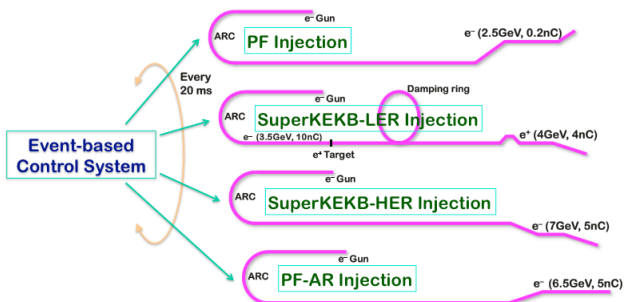 e⁻ Gun
e⁻ (2.5GeV, 0.2nC)
ARC
PF Injection
Every
20 ms
Damping ring
e⁻ Gun
ARC
SuperKEKB-LER Injection
e⁻ (3.5GeV, 10nC)
e⁺ (4GeV, 4nC)
e⁺ Target
Event-based
Control System
e⁻ Gun
ARC
SuperKEKB-HER Injection
e⁻ (7GeV, 5nC)
e⁻ Gun
ARC
PF-AR Injection
e⁻ (6.5GeV, 5nC)